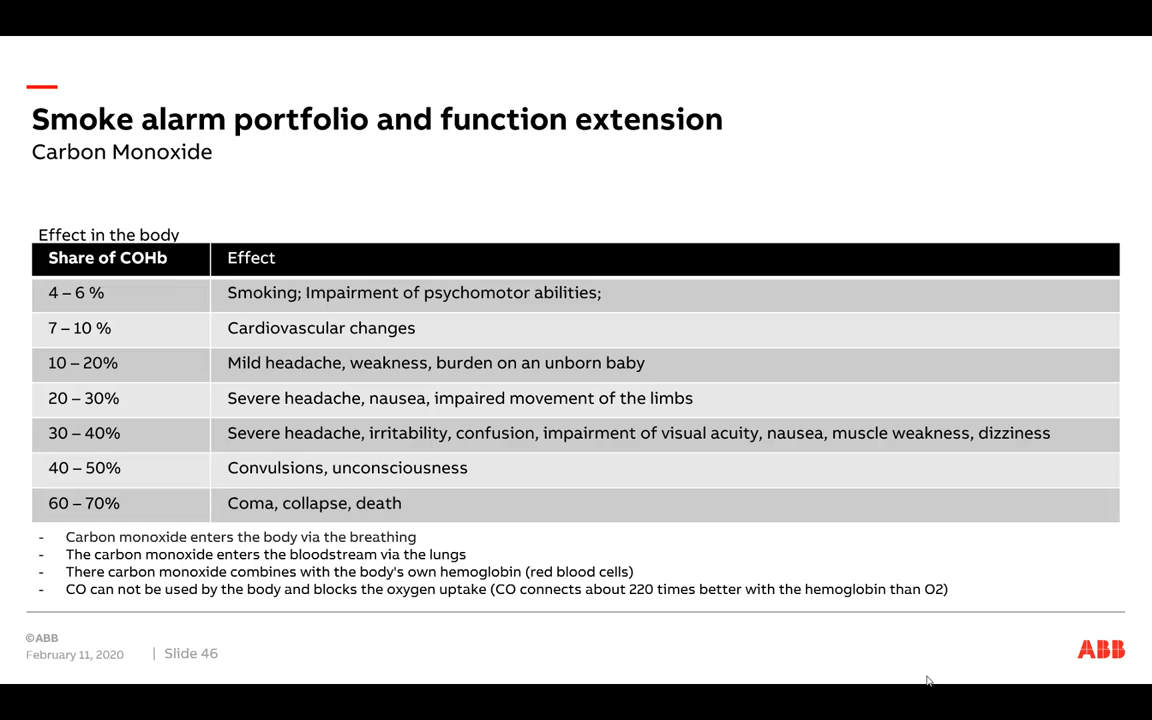 Smoke alarm portfolio and function extension
Carbon Monoxide
Effect in the body
Share of COHb Effect
4 – 6 % Smoking; Impairment of psychomotor abilities;
7 – 10 % Cardiovascular changes
10 – 20% Mild headache, weakness, burden on an unborn baby
20 – 30% Severe headache, nausea, impaired movement of the limbs
30 – 40% Severe headache, irritability, confusion, impairment of visual acuity, nausea, muscle weakness, dizziness
40 – 50% Convulsions, unconsciousness
60 – 70% Coma, collapse, death
- Carbon monoxide enters the body via the breathing
- The carbon monoxide enters the bloodstream via the lungs
- There carbon monoxide combines with the body's own hemoglobin (red blood cells)
- CO can not be used by the body and blocks the oxygen uptake (CO connects about 220 times better with the hemoglobin than O2)
©ABB
February 11, 2020 | Slide 46
ABB